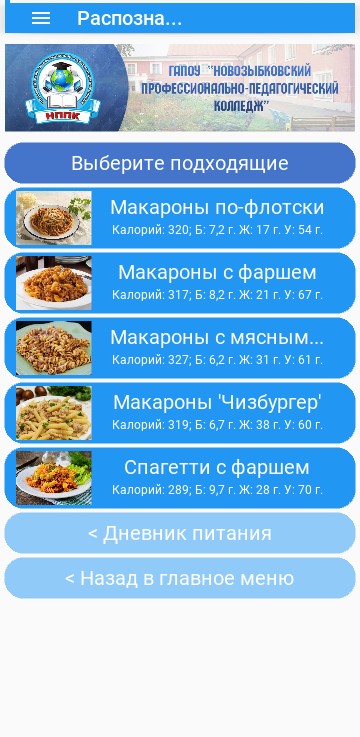 Распозна...
ГАПОУ "НОВОЗЫБКОВСКИЙ
ПРОФЕССИОНАЛЬНО-ПЕДАГОГИЧЕСКИЙ
КОЛЛЕДЖ"
НППК
Выберите подходящие
Макароны по-флотски
Калорий: 320; Б: 7,2 г. Ж: 17 г. У: 54 г.
Макароны с фаршем
Калорий: 317; Б: 8,2 г. Ж: 21 г. У: 67 г.
Макароны с мясным...
Калорий: 327; Б: 6,2 г. Ж: 31 г. У: 61 г.
Макароны 'Чизбургер'
Калорий: 319; Б: 6,7 г. Ж: 38 г. У: 60 г.
Спагетти с фаршем
Калорий: 289; Б: 9,7 г. Ж: 28 г. У: 70 г.
< Дневник питания
< Назад в главное меню